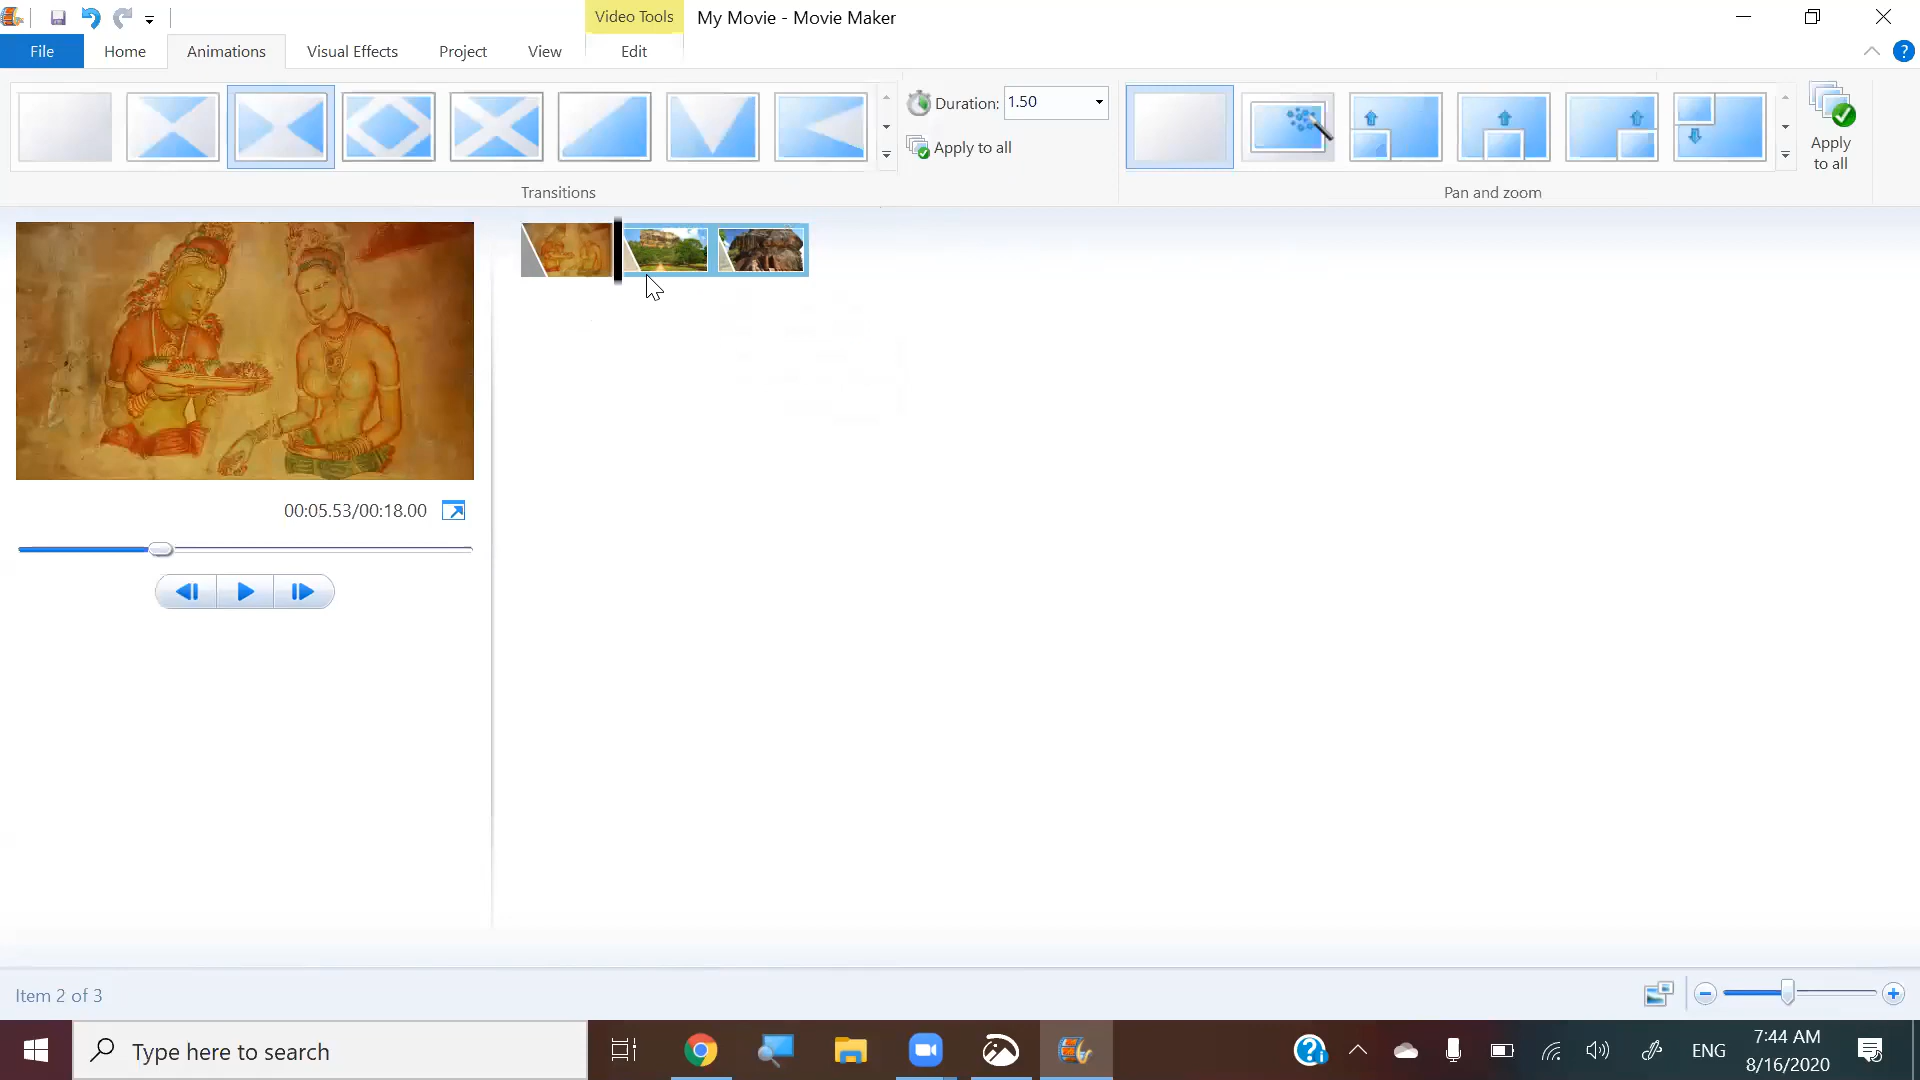 Video Tools
My Movie - Movie Maker
File
Home
Animations
Visual Effects
Project
View
Edit
Duration: 1.50
Apply to all
Apply
to all
Transitions
Pan and zoom
00:05.53/00:18.00
Item 2 of 3
Type here to search
ENG
7:44 AM
8/16/2020